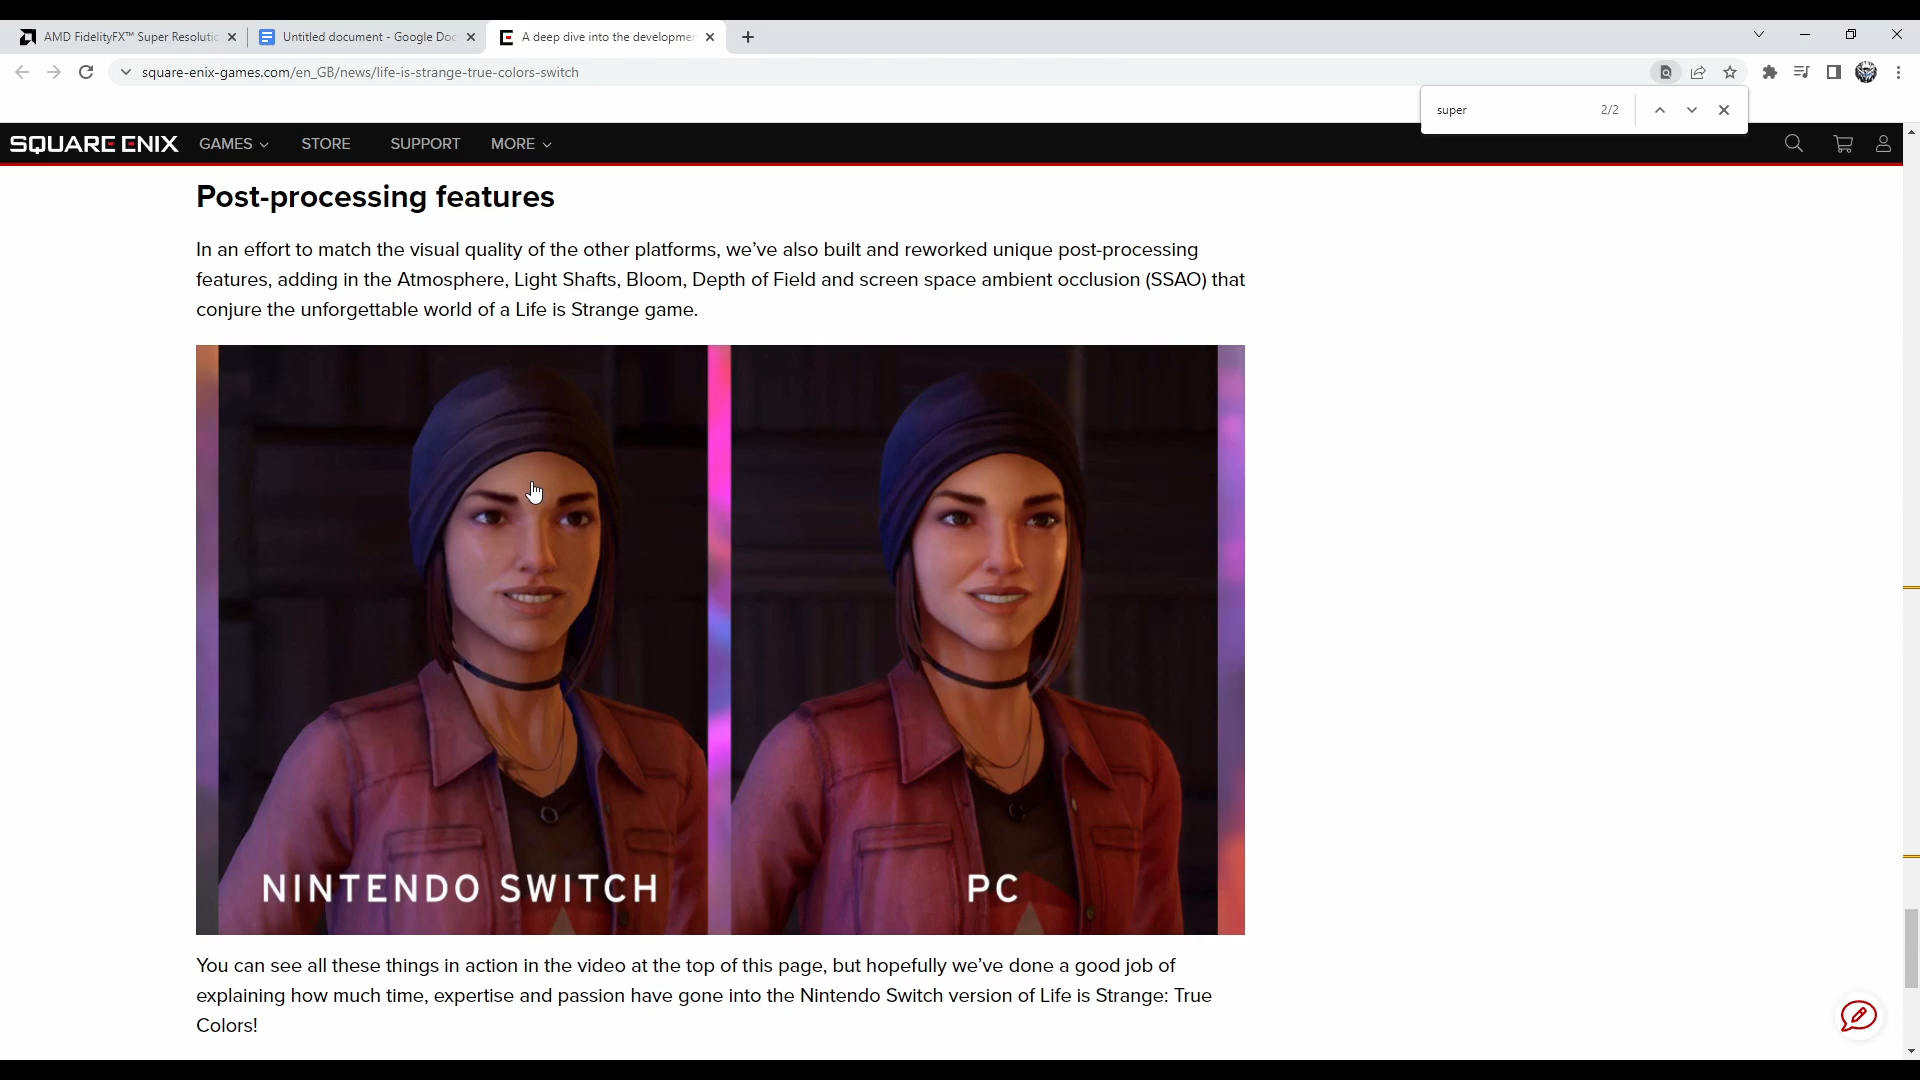 AMD FidelityFX™ Super Resolutic
Untitled document - Google Doc
A deep dive into the developmen
square-enix-games.com/en_GB/news/life-is-strange-true-colors-switch
super 2/2
SQUARE ENIX GAMES STORE SUPPORT MORE
Post-processing features
In an effort to match the visual quality of the other platforms, we’ve also built and reworked unique post-processing
features, adding in the Atmosphere, Light Shafts, Bloom, Depth of Field and screen space ambient occlusion (SSAO) that
conjure the unforgettable world of a Life is Strange game.
NINTENDO SWITCH
PC
You can see all these things in action in the video at the top of this page, but hopefully we’ve done a good job of
explaining how much time, expertise and passion have gone into the Nintendo Switch version of Life is Strange: True
Colors!